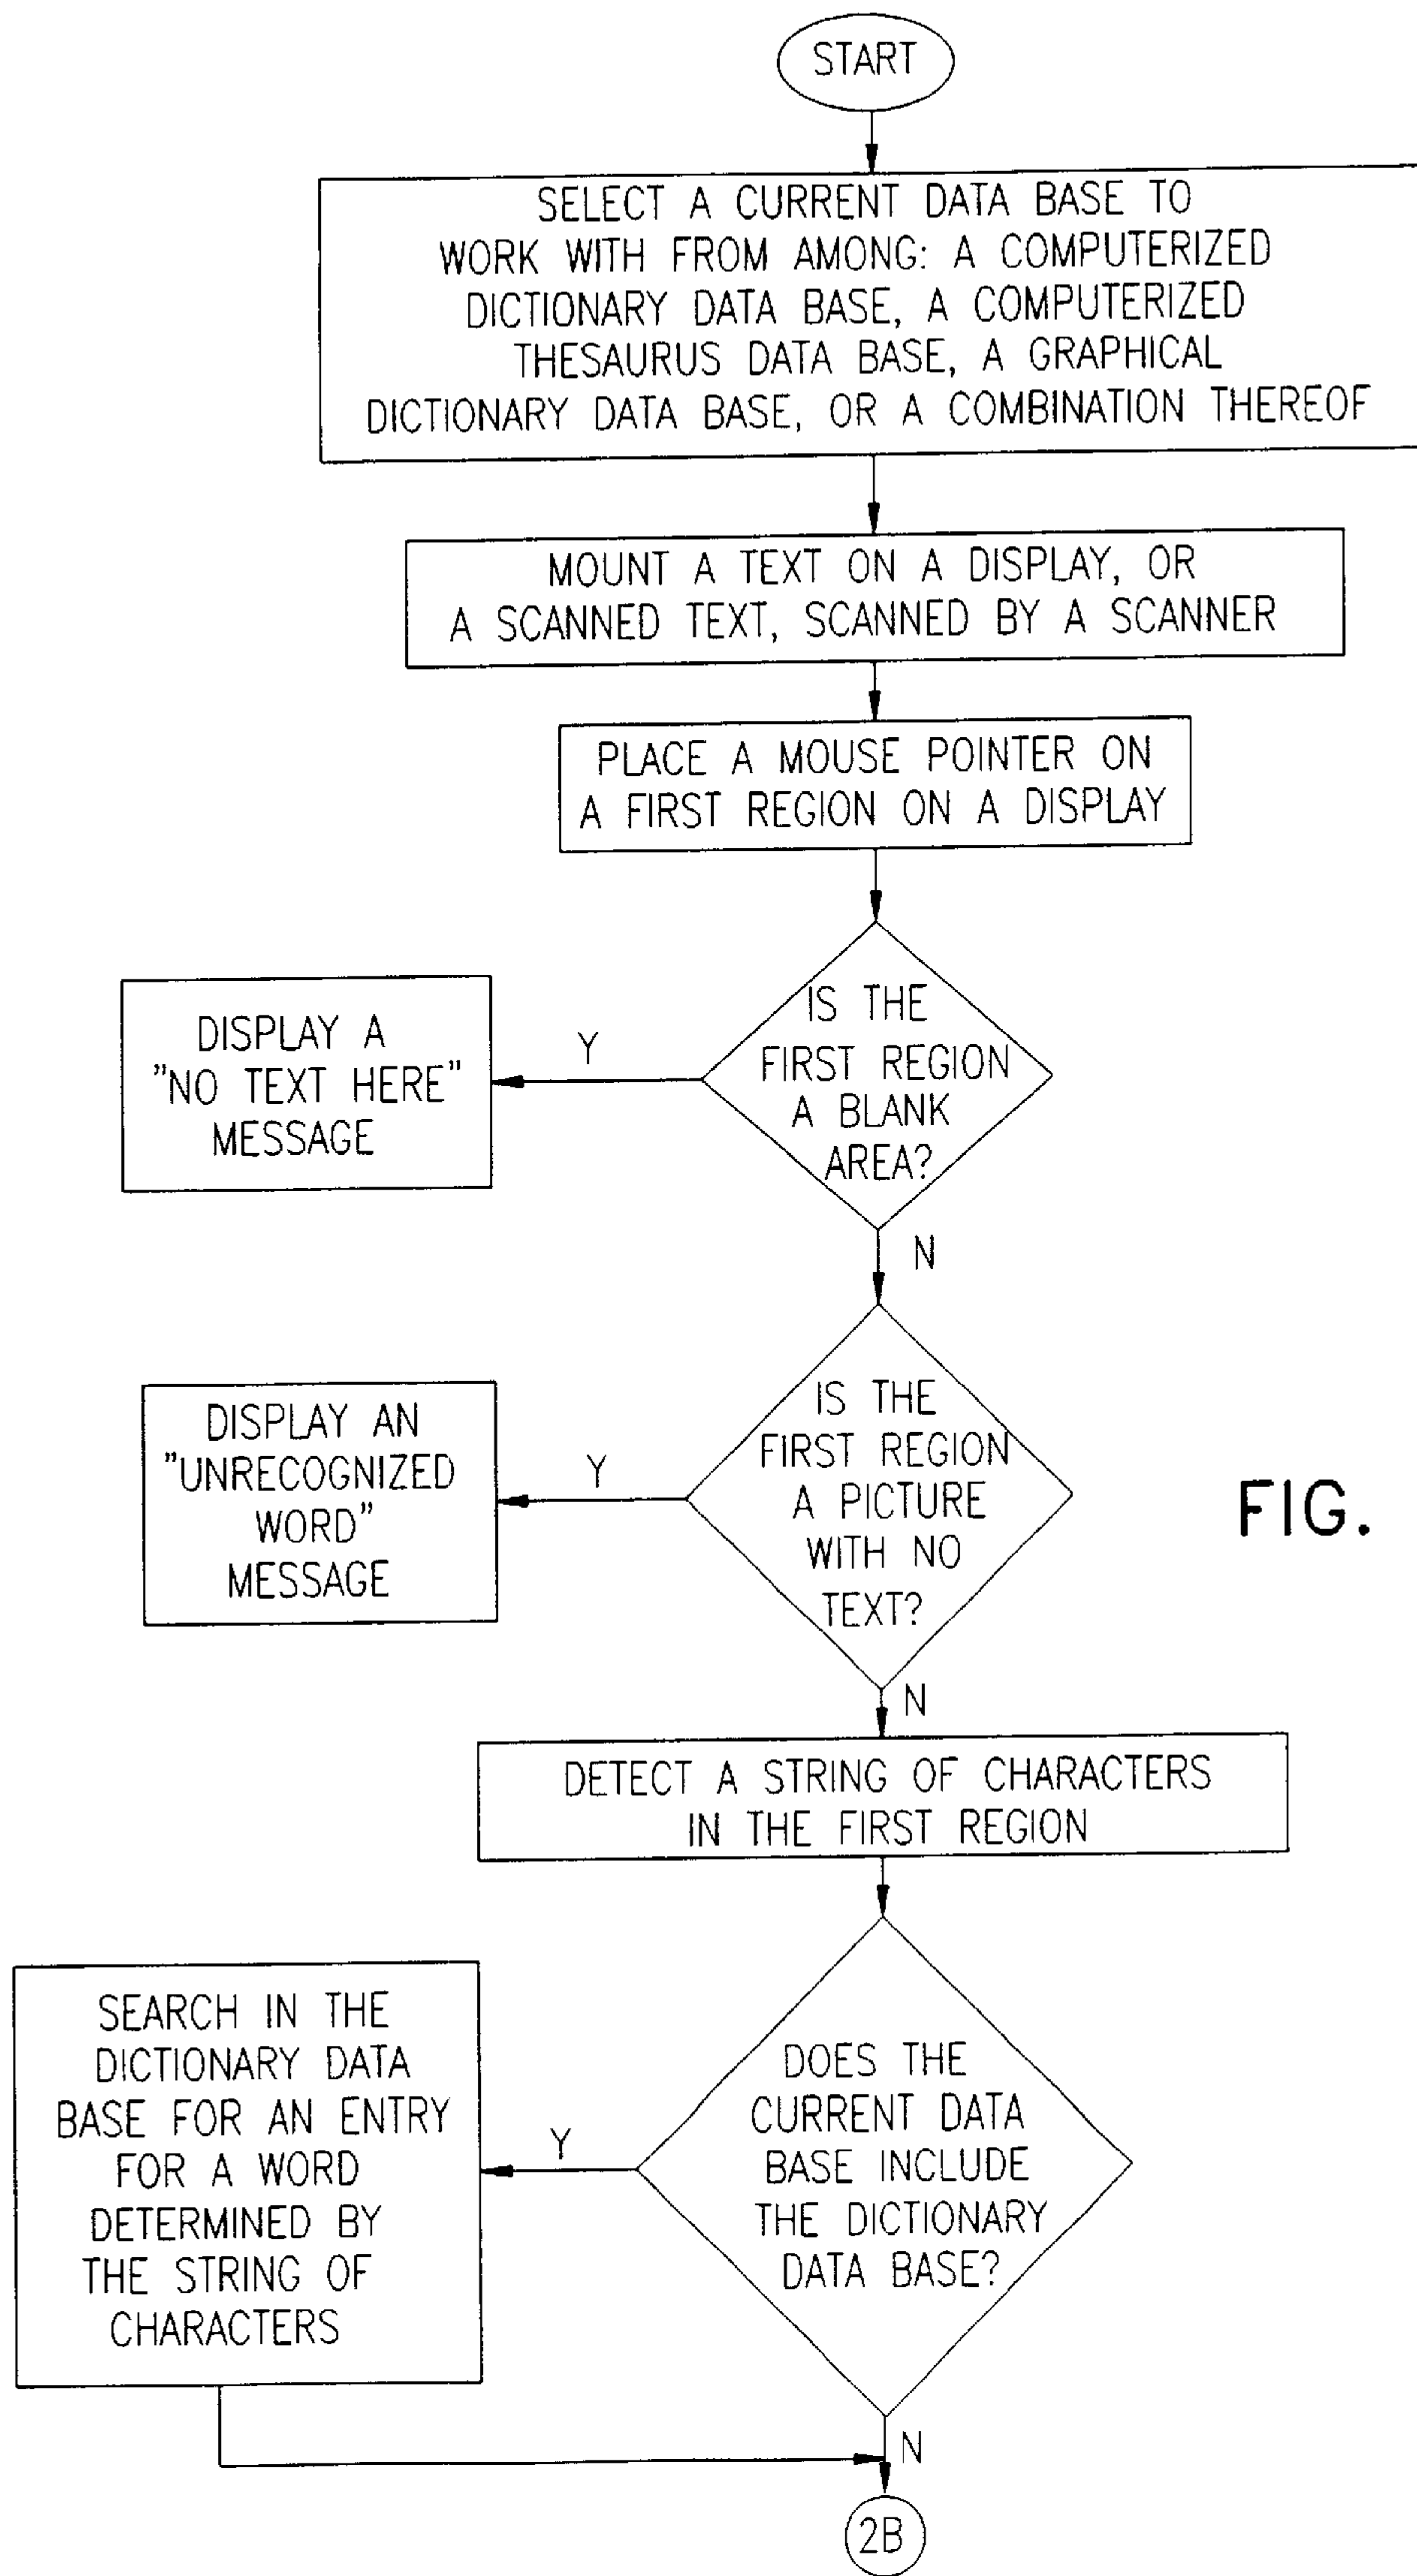 START
SELECT A CURRENT DATA BASE TO
WORK WITH FROM AMONG: A COMPUTERIZED
DICTIONARY DATA BASE, A COMPUTERIZED
THESAURUS DATA BASE, A GRAPHICAL
DICTIONARY DATA BASE, OR A COMBINATION THEREOF
MOUNT A TEXT ON A DISPLAY, OR
A SCANNED TEXT, SCANNED BY A SCANNER
PLACE A MOUSE POINTER ON
A FIRST REGION ON A DISPLAY
IS THE
FIRST REGION
A BLANK
AREA?
Y
DISPLAY A
"NO TEXT HERE"
MESSAGE
N
IS THE
FIRST REGION
A PICTURE
WITH NO
TEXT?
Y
DISPLAY AN
"UNRECOGNIZED
WORD"
MESSAGE
FIG.
N
DETECT A STRING OF CHARACTERS
IN THE FIRST REGION
DOES THE
CURRENT DATA
BASE INCLUDE
THE DICTIONARY
DATA BASE?
Y
SEARCH IN THE
DICTIONARY DATA
BASE FOR AN ENTRY
FOR A WORD
DETERMINED BY
THE STRING OF
CHARACTERS
N
2B